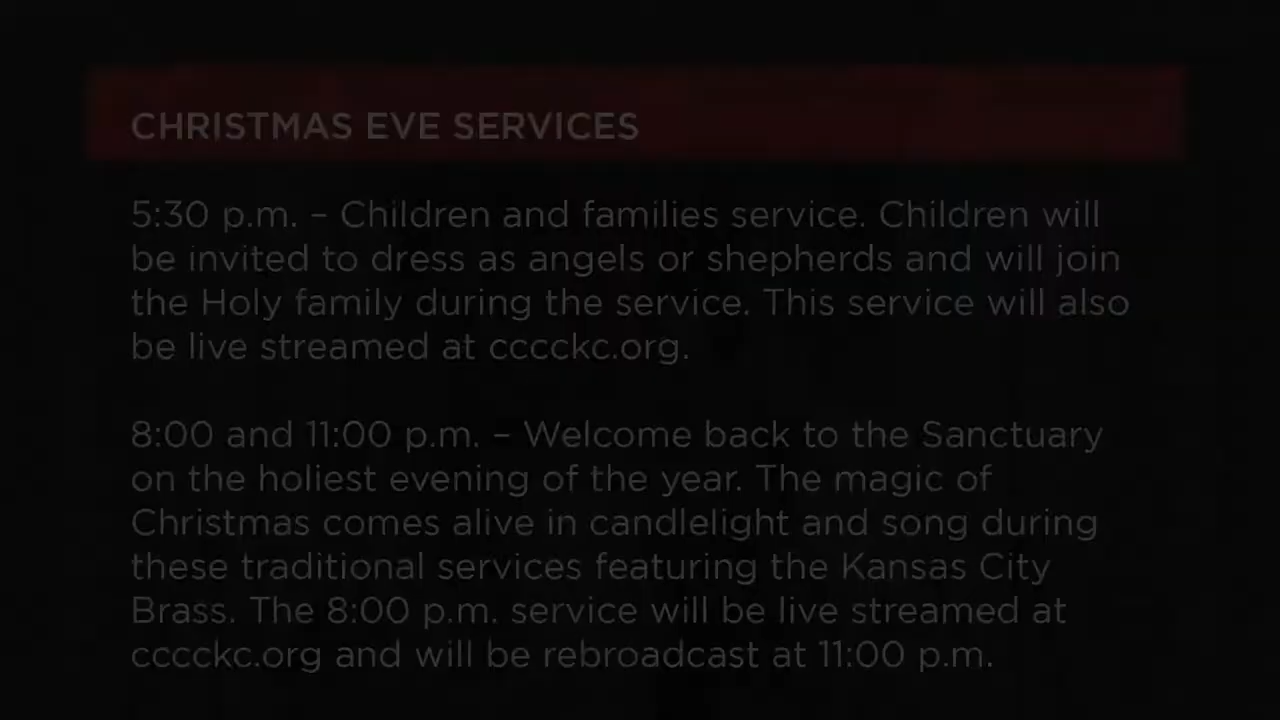 CHRISTMAS EVE SERVICES
5:30 p.m. – Children and families service. Children will
be invited to dress as angels or shepherds and will join
the Holy family during the service. This service will also
be live streamed at cccckc.org.
8:00 and 11:00 p.m. – Welcome back to the Sanctuary
on the holiest evening of the year. The magic of
Christmas comes alive in candlelight and song during
these traditional services featuring the Kansas City
Brass. The 8:00 p.m. service will be live streamed at
cccckc.org and will be rebroadcast at 11:00 p.m.